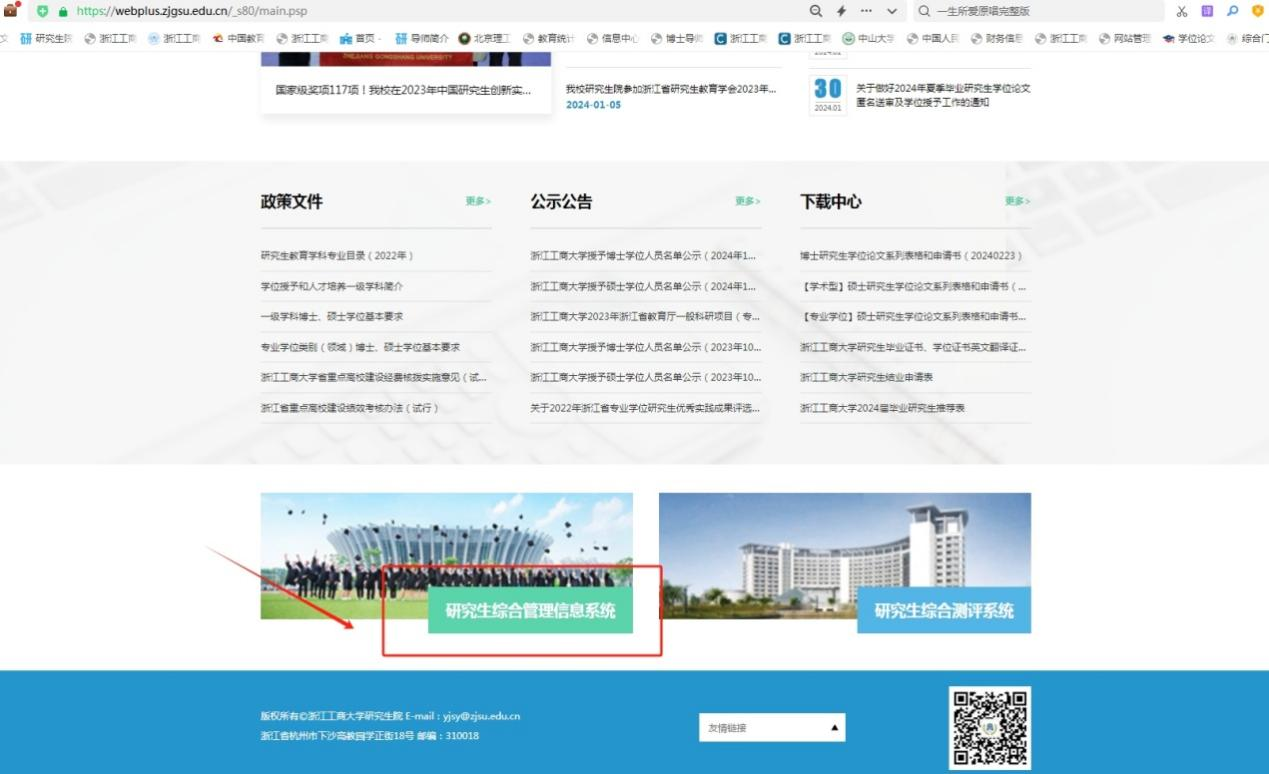 https://webplus.zjgsu.edu.cn/_s80/main.psp
一生所爱原唱完整版
研究生院 浙江工商 浙江工商 中国教育 浙江工商 首页 - 研 导师简介 北京理工 教育统计 信息中心 博士导师 浙江工商 浙江工商 中山大学 中国人民 财务信息 浙江工商 网站管理 学位论文 综合门
ZHEJIANG GONGSHANG UNIVERSITY
国家级奖项117项！我校在2023年中国研究生创新实...
我校研究生院参加浙江省研究生教育学会2023年...
2024-01-05
30
2024.01
关于做好2024年夏季毕业研究生学位论文
匿名送审及学位授予工作的通知
政策文件 更多>
研究生教育学科专业目录（2022年）
学位授予和人才培养一级学科简介
一级学科博士、硕士学位基本要求
专业学位类别（领域）博士、硕士学位基本要求
浙江工商大学省重点高校建设经费核拨实施意见（试...
浙江省重点高校建设绩效考核办法（试行）
公示公告 更多>
浙江工商大学授予博士学位人员名单公示（2024年1...
浙江工商大学授予硕士学位人员名单公示（2024年1...
浙江工商大学2023年浙江省教育厅一般科研项目（专...
浙江工商大学授予博士学位人员名单公示（2023年10...
浙江工商大学授予硕士学位人员名单公示（2023年10...
关于2022年浙江省专业学位研究生优秀实践成果评选...
下载中心 更多>
博士研究生学位论文系列表格和申请书（20240223）
【学术型】硕士研究生学位论文系列表格和申请书（...
【专业学位】硕士研究生学位论文系列表格和申请书...
浙江工商大学研究生毕业证书、学位证书英文翻译证...
浙江工商大学研究生结业申请表
浙江工商大学2024届毕业研究生推荐表
研究生综合管理信息系统
研究生综合测评系统
版权所有©浙江工商大学研究生院 E-mail：yjsy@zjsu.edu.cn
浙江省杭州市下沙高教园学正街18号 邮编：310018
友情链接